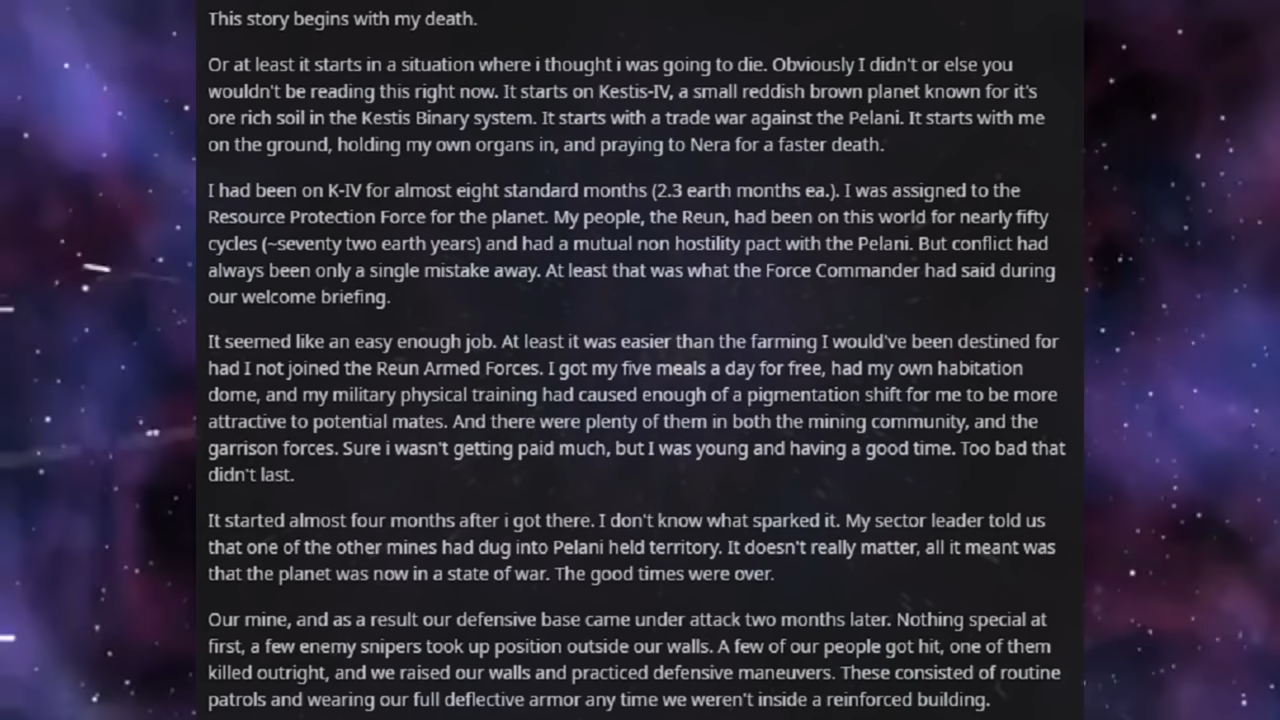 This story begins with my death.
Or at least it starts in a situation where i thought i was going to die. Obviously I didn't or else you
wouldn't be reading this right now. It starts on Kestis-IV, a small reddish brown planet known for it's
ore rich soil in the Kestis Binary system. It starts with a trade war against the Pelani. It starts with me
on the ground, holding my own organs in, and praying to Nera for a faster death.
I had been on K-IV for almost eight standard months (2.3 earth months ea.). I was assigned to the
Resource Protection Force for the planet. My people, the Reun, had been on this world for nearly fifty
cycles (~seventy two earth years) and had a mutual non hostility pact with the Pelani. But conflict had
always been only a single mistake away. At least that was what the Force Commander had said during
our welcome briefing.
It seemed like an easy enough job. At least it was easier than the farming I would've been destined for
had I not joined the Reun Armed Forces. I got my five meals a day for free, had my own habitation
dome, and my military physical training had caused enough of a pigmentation shift for me to be more
attractive to potential mates. And there were plenty of them in both the mining community, and the
garrison forces. Sure i wasn't getting paid much, but I was young and having a good time. Too bad that
didn't last.
It started almost four months after i got there. I don't know what sparked it. My sector leader told us
that one of the other mines had dug into Pelani held territory. It doesn't really matter, all it meant was
that the planet was now in a state of war. The good times were over.
Our mine, and as a result our defensive base came under attack two months later. Nothing special at
first, a few enemy snipers took up position outside our walls. A few of our people got hit, one of them
killed outright, and we raised our walls and practiced defensive maneuvers. These consisted of routine
patrols and wearing our full deflective armor any time we weren't inside a reinforced building.